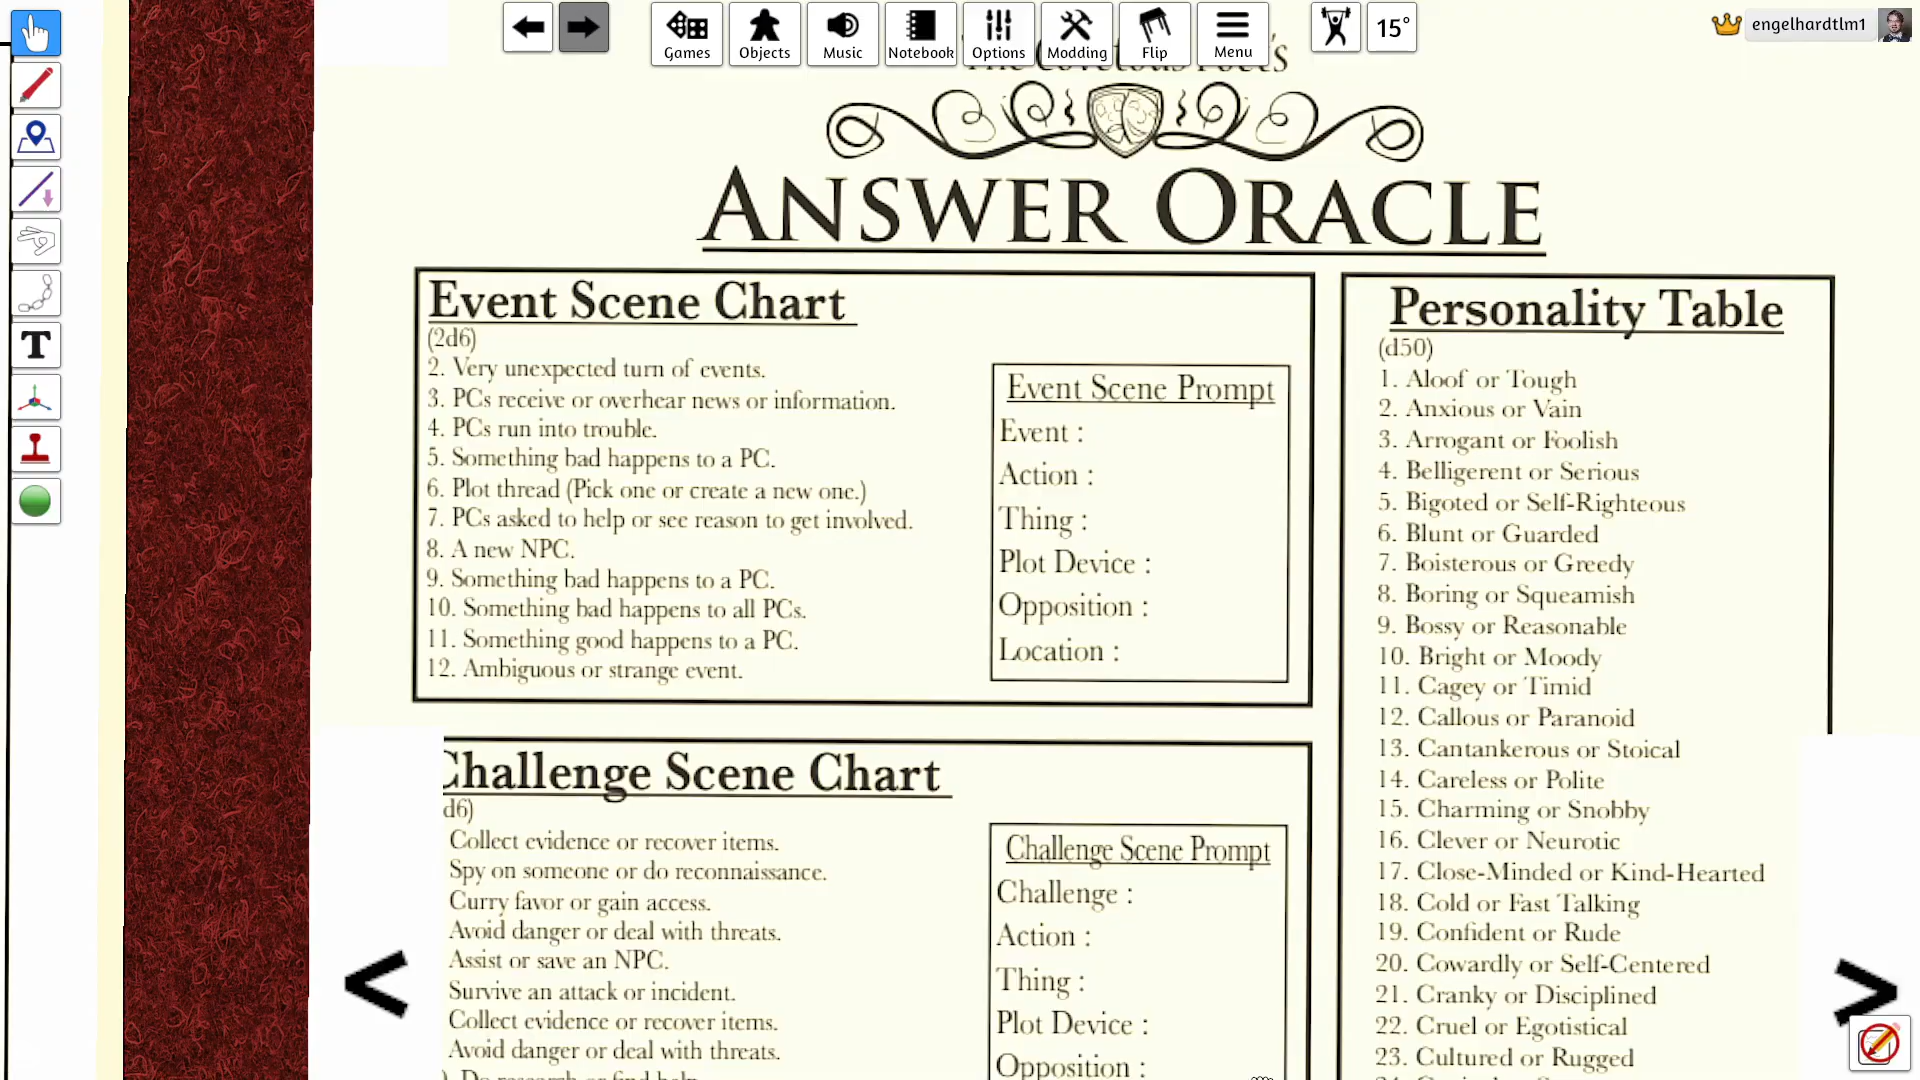 Games
Objects
Music
Notebook
Options
Modding
Flip
Menu
15°
engelhardtlm1
The Covetous Poet's
ANSWER ORACLE
Event Scene Chart
(2d6)
2. Very unexpected turn of events.
3. PCs receive or overhear news or information.
4. PCs run into trouble.
5. Something bad happens to a PC.
6. Plot thread (Pick one or create a new one.)
7. PCs asked to help or see reason to get involved.
8. A new NPC.
9. Something bad happens to a PC.
10. Something bad happens to all PCs.
11. Something good happens to a PC.
12. Ambiguous or strange event.
Event Scene Prompt
Event :
Action :
Thing :
Plot Device :
Opposition :
Location :
Challenge Scene Chart
d6)
Collect evidence or recover items.
Spy on someone or do reconnaissance.
Curry favor or gain access.
Avoid danger or deal with threats.
Assist or save an NPC.
Survive an attack or incident.
Collect evidence or recover items.
Avoid danger or deal with threats.
Do research or find help
Challenge Scene Prompt
Challenge :
Action :
Thing :
Plot Device :
Opposition :
Personality Table
(d50)
1. Aloof or Tough
2. Anxious or Vain
3. Arrogant or Foolish
4. Belligerent or Serious
5. Bigoted or Self-Righteous
6. Blunt or Guarded
7. Boisterous or Greedy
8. Boring or Squeamish
9. Bossy or Reasonable
10. Bright or Moody
11. Cagey or Timid
12. Callous or Paranoid
13. Cantankerous or Stoical
14. Careless or Polite
15. Charming or Snobby
16. Clever or Neurotic
17. Close-Minded or Kind-Hearted
18. Cold or Fast Talking
19. Confident or Rude
20. Cowardly or Self-Centered
21. Cranky or Disciplined
22. Cruel or Egotistical
23. Cultured or Rugged
<
>